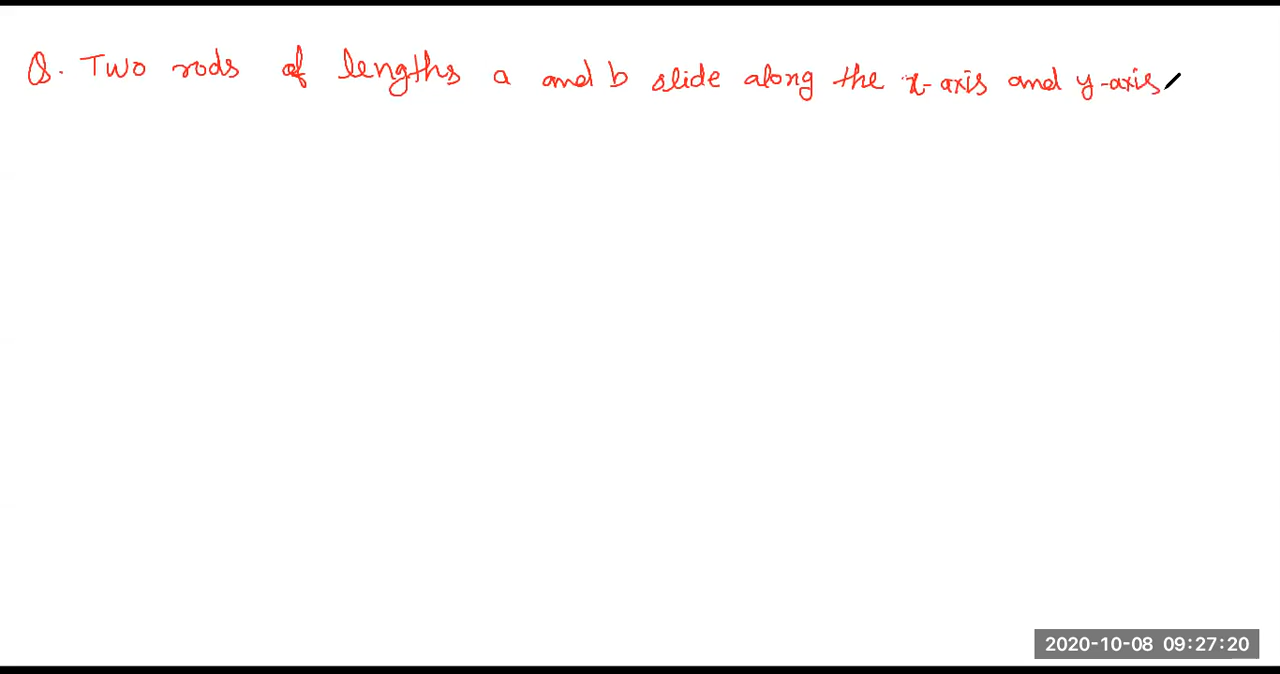 Q. Two rods of lengths a and b slide along the x-axis and y-axis
2020-10-08 09:27:20